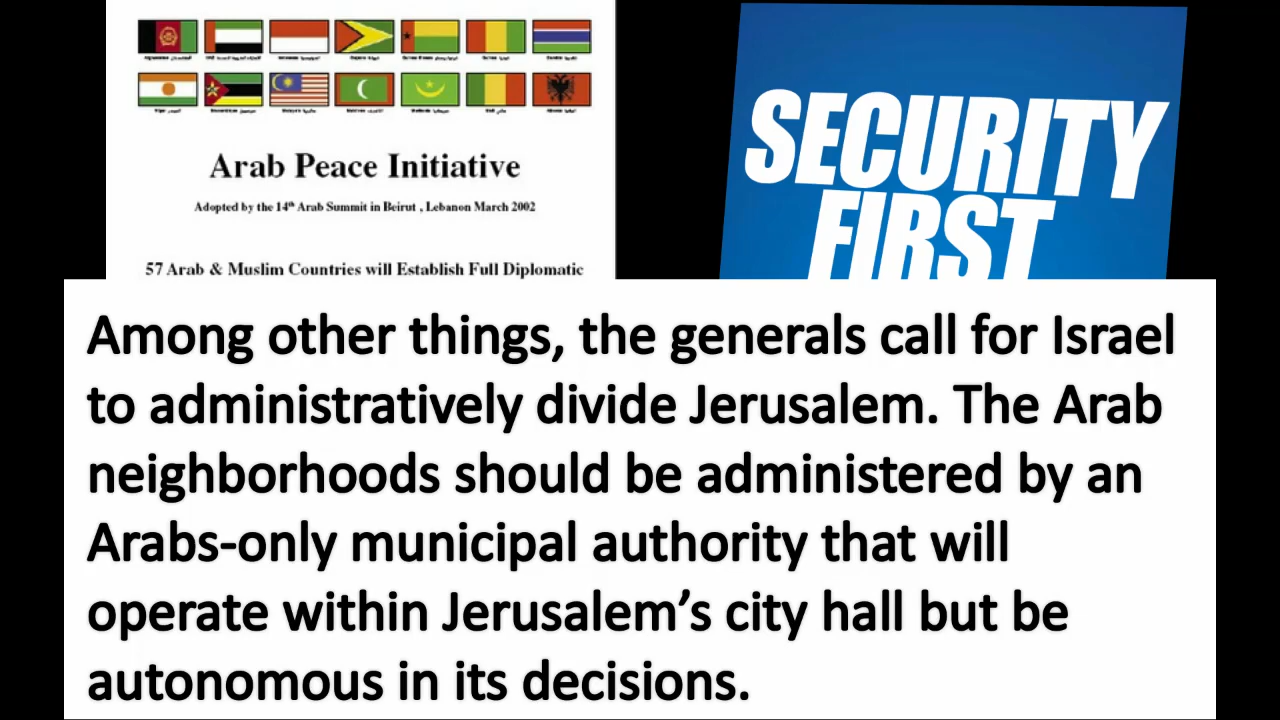 Arab Peace Initiative
Adopted by the 14th Arab Summit in Beirut , Lebanon March 2002
57 Arab & Muslim Countries will Establish Full Diplomatic
SECURITY
FIRST
Among other things, the generals call for Israel
to administratively divide Jerusalem. The Arab
neighborhoods should be administered by an
Arabs-only municipal authority that will
operate within Jerusalem’s city hall but be
autonomous in its decisions.